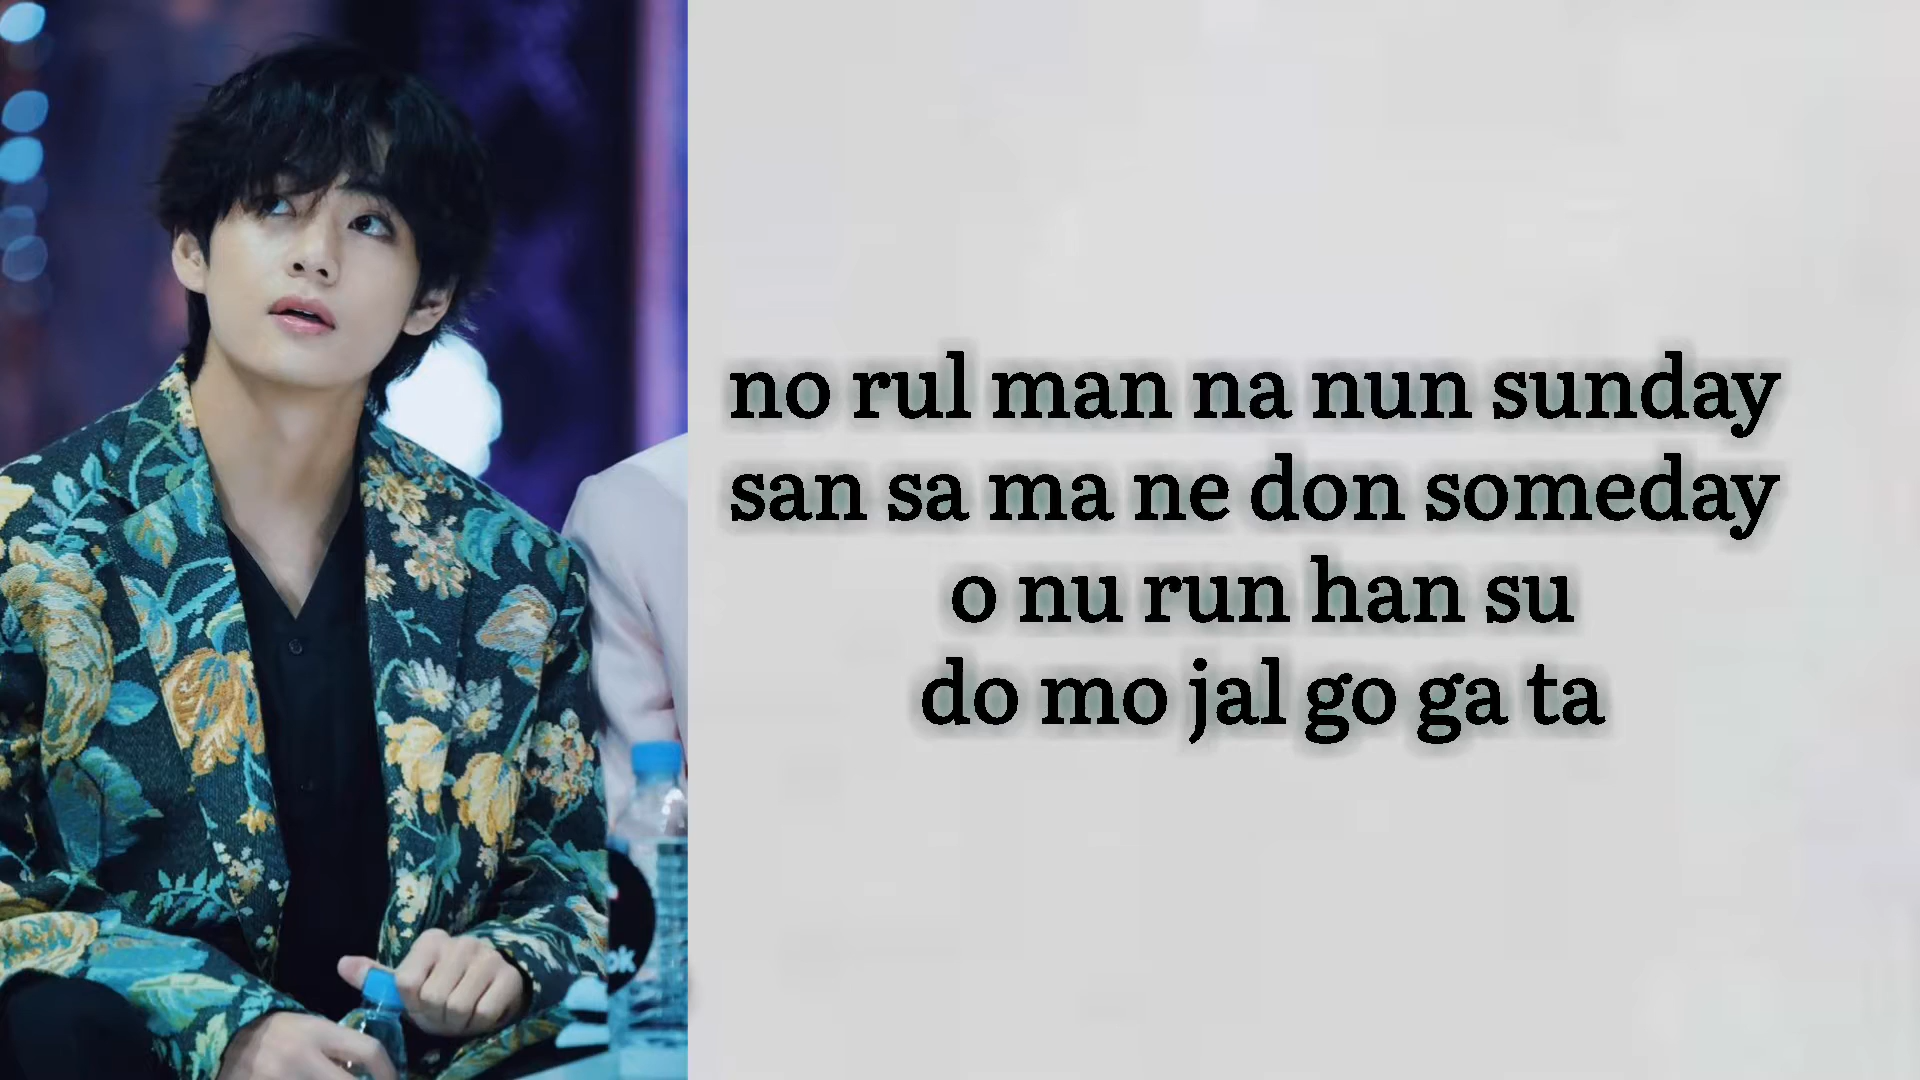 no rul man na nun sunday
san sa ma ne don someday
o nu run han su
do mo jal go ga ta
ok